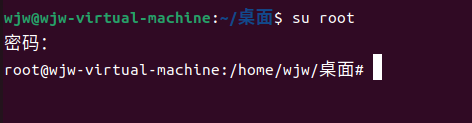 wjw@wjw-virtual-machine:~/桌面$ su root
密码：
root@wjw-virtual-machine:/home/wjw/桌面#